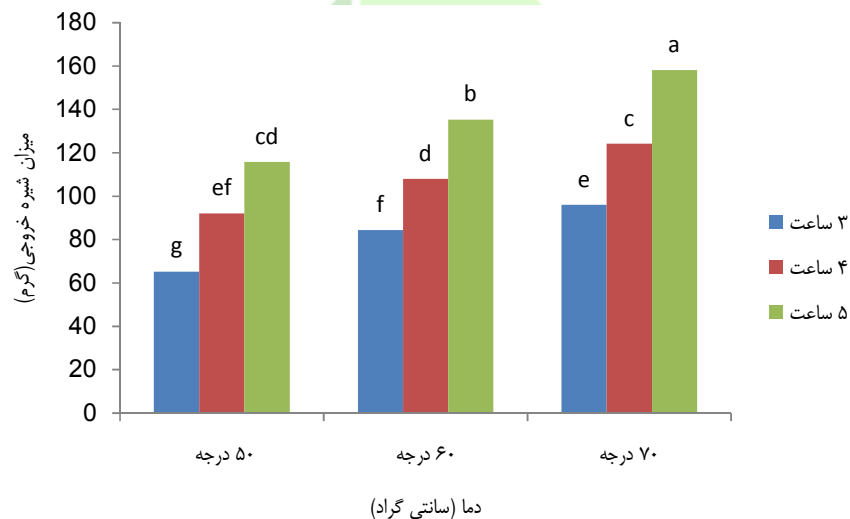 180
160
140
120
100
80
60
40
20
0
میزان شیره خروجی(گرم)
g
ef
cd
f
d
b
e
c
a
۵۰ درجه
۶۰ درجه
۷۰ درجه
دما (سانتی گراد)
۳ ساعت
۴ ساعت
۵ ساعت